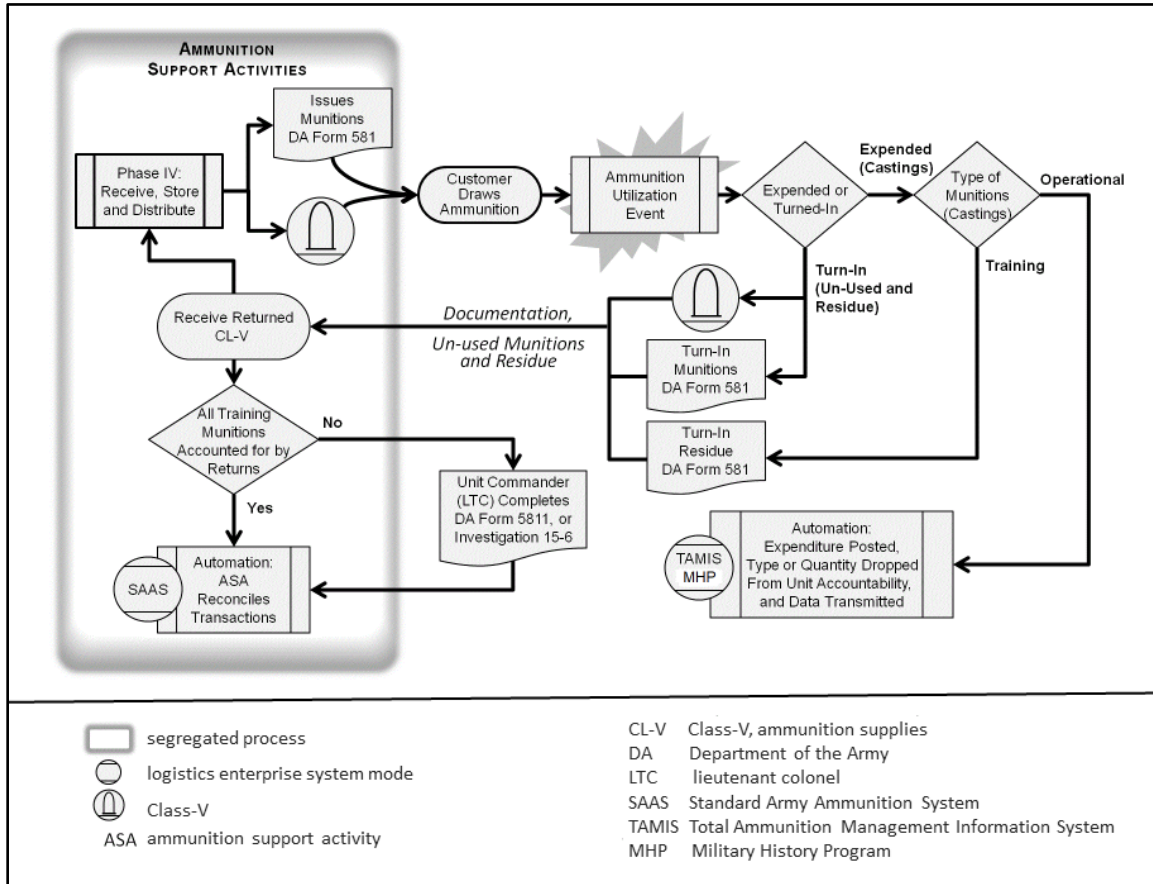 AMMUNITION
SUPPORT ACTIVITIES
Issues
Munitions
DA Form 581
Phase IV:
Receive, Store
and Distribute
Customer
Draws
Ammunition
Ammunition
Utilization
Event
Expended or
Turned-In
Expended
(Castings)
Type of
Munitions
(Castings)
Operational
Training
Turn-In
(Un-Used and
Residue)
Receive Returned
CL-V
Documentation,
Un-used Munitions
and Residue
Turn-In
Munitions
DA Form 581
Turn-In
Residue
DA Form 581
All Training
Munitions
Accounted for by
Returns
No
Yes
Unit Commander
(LTC) Completes
DA Form 5811, or
Investigation 15-6
SAAS
Automation:
ASA
Reconciles
Transactions
TAMIS
MHP
Automation:
Expenditure Posted,
Type or Quantity Dropped
From Unit Accountability,
and Data Transmitted
segregated process
logistics enterprise system mode
Class-V
ASA ammunition support activity
CL-V Class-V, ammunition supplies
DA Department of the Army
LTC lieutenant colonel
SAAS Standard Army Ammunition System
TAMIS Total Ammunition Management Information System
MHP Military History Program